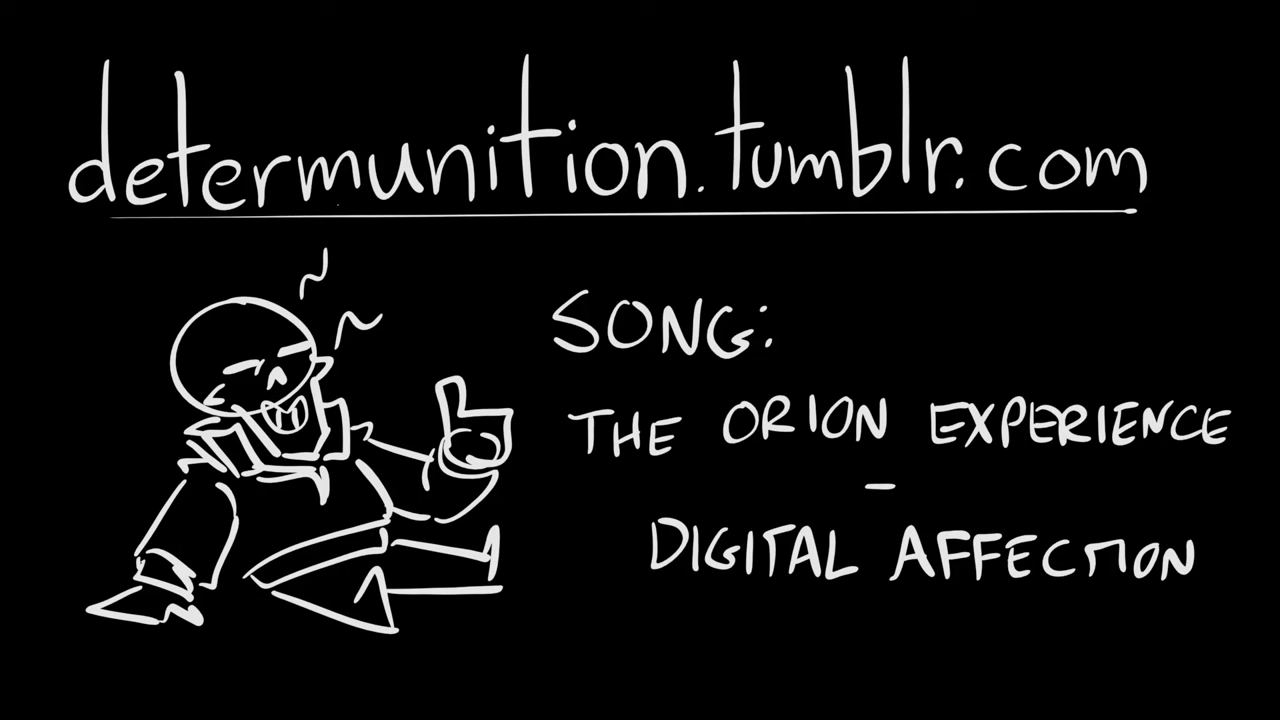 determunition.tumblr.com
SONG:
THE ORION EXPERIENCE
-
DIGITAL AFFECTION